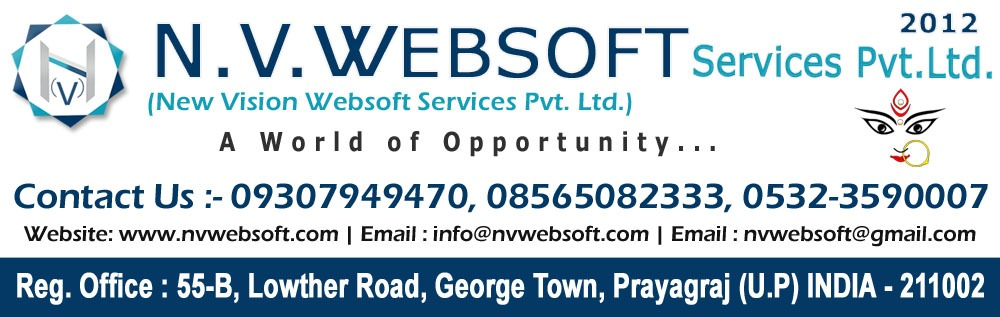 2012
N (V)
N.V.WEBSOFT Services Pvt.Ltd.
(New Vision Websoft Services Pvt. Ltd.)
A World of Opportunity...
Contact Us :- 09307949470, 08565082333, 0532-3590007
Website: www.nvwebsoft.com | Email : info@nvwebsoft.com | Email : nvwebsoft@gmail.com
Reg. Office : 55-B, Lowther Road, George Town, Prayagraj (U.P) INDIA - 211002